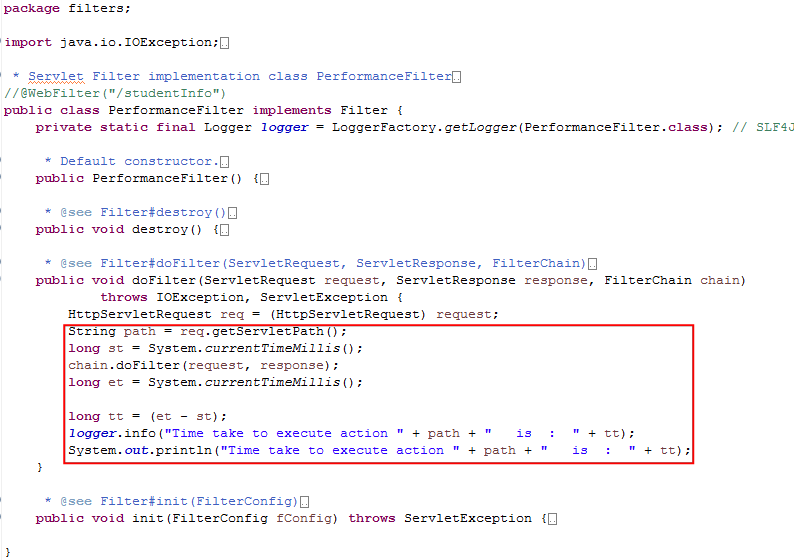 package filters;
import java.io.IOException;
* Servlet Filter implementation class PerformanceFilter
//@WebFilter("/studentInfo")
public class PerformanceFilter implements Filter {
private static final Logger logger = LoggerFactory.getLogger(PerformanceFilter.class); // SLF4J
* Default constructor.
public PerformanceFilter() {
* @see Filter#destroy()
public void destroy() {
* @see Filter#doFilter(ServletRequest, ServletResponse, FilterChain)
public void doFilter(ServletRequest request, ServletResponse response, FilterChain chain)
throws IOException, ServletException {
HttpServletRequest req = (HttpServletRequest) request;
String path = req.getServletPath();
long st = System.currentTimeMillis();
chain.doFilter(request, response);
long et = System.currentTimeMillis();
long tt = (et - st);
logger.info("Time take to execute action " + path + "   is  :  " + tt);
System.out.println("Time take to execute action " + path + "   is  :  " + tt);
}
* @see Filter#init(FilterConfig)
public void init(FilterConfig fConfig) throws ServletException {
}